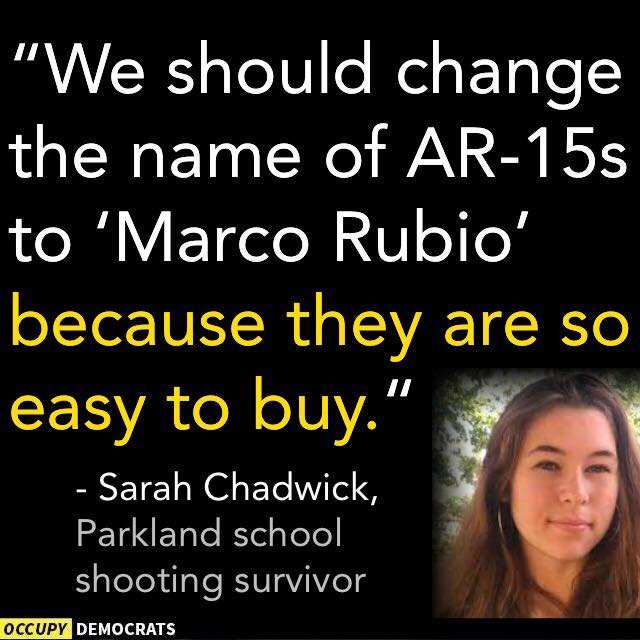 “We should change
the name of AR-15s
to ‘Marco Rubio’
because they are so
easy to buy.“
- Sarah Chadwick,
Parkland school
shooting survivor
OCCUPY DEMOCRATS